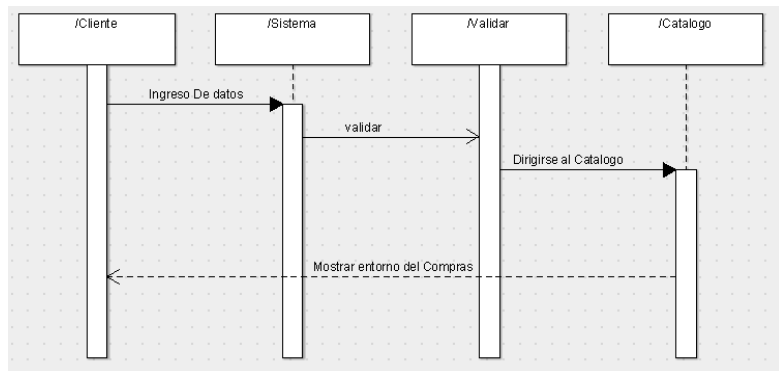 /Cliente
/Sistema
/Validar
/Catalogo
Ingreso De datos
validar
Dirigirse al Catalogo
Mostrar entorno del Compras